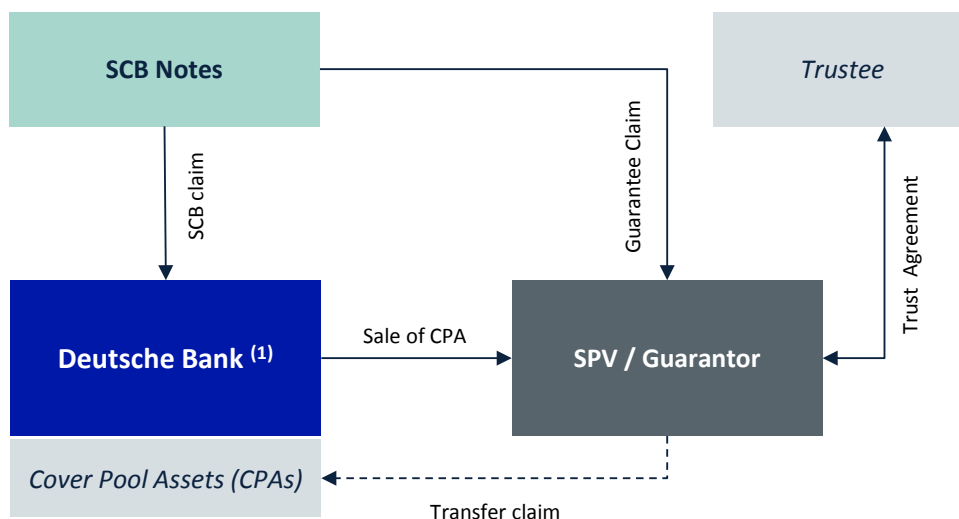 SCB Notes
Trustee
SCB claim
Guarantee Claim
Trust Agreement
Deutsche Bank (1)
Sale of CPA
SPV / Guarantor
Cover Pool Assets (CPAs)
Transfer claim